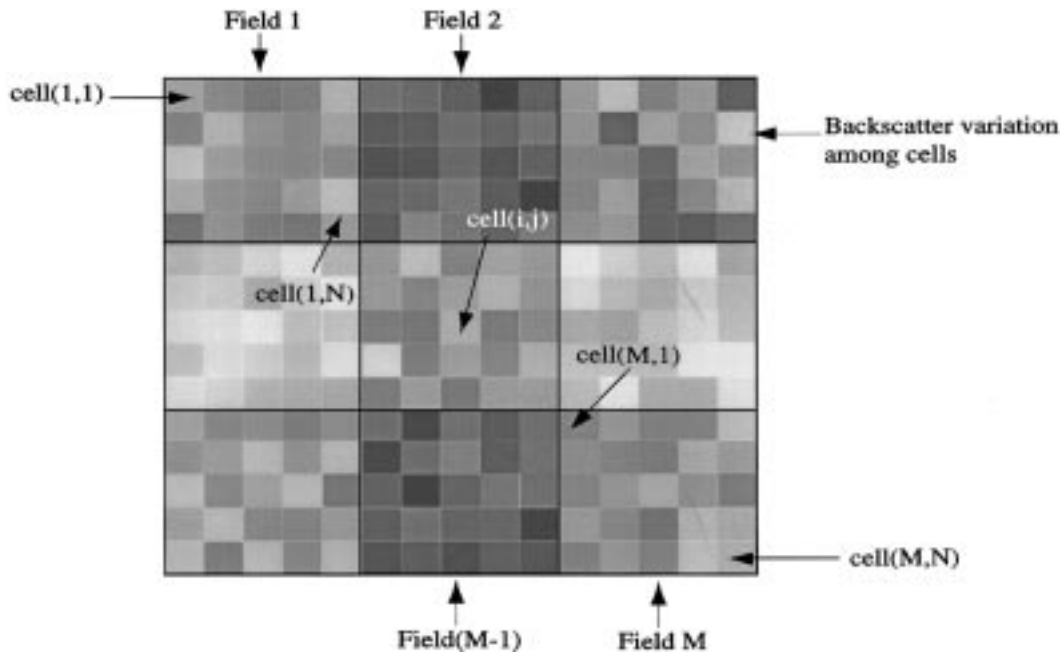 Field 1
Field 2
cell(1,1)
Backscatter variation
among cells
cell(i,j)
cell(1,N)
cell(M,1)
cell(M,N)
Field(M-1)
Field M